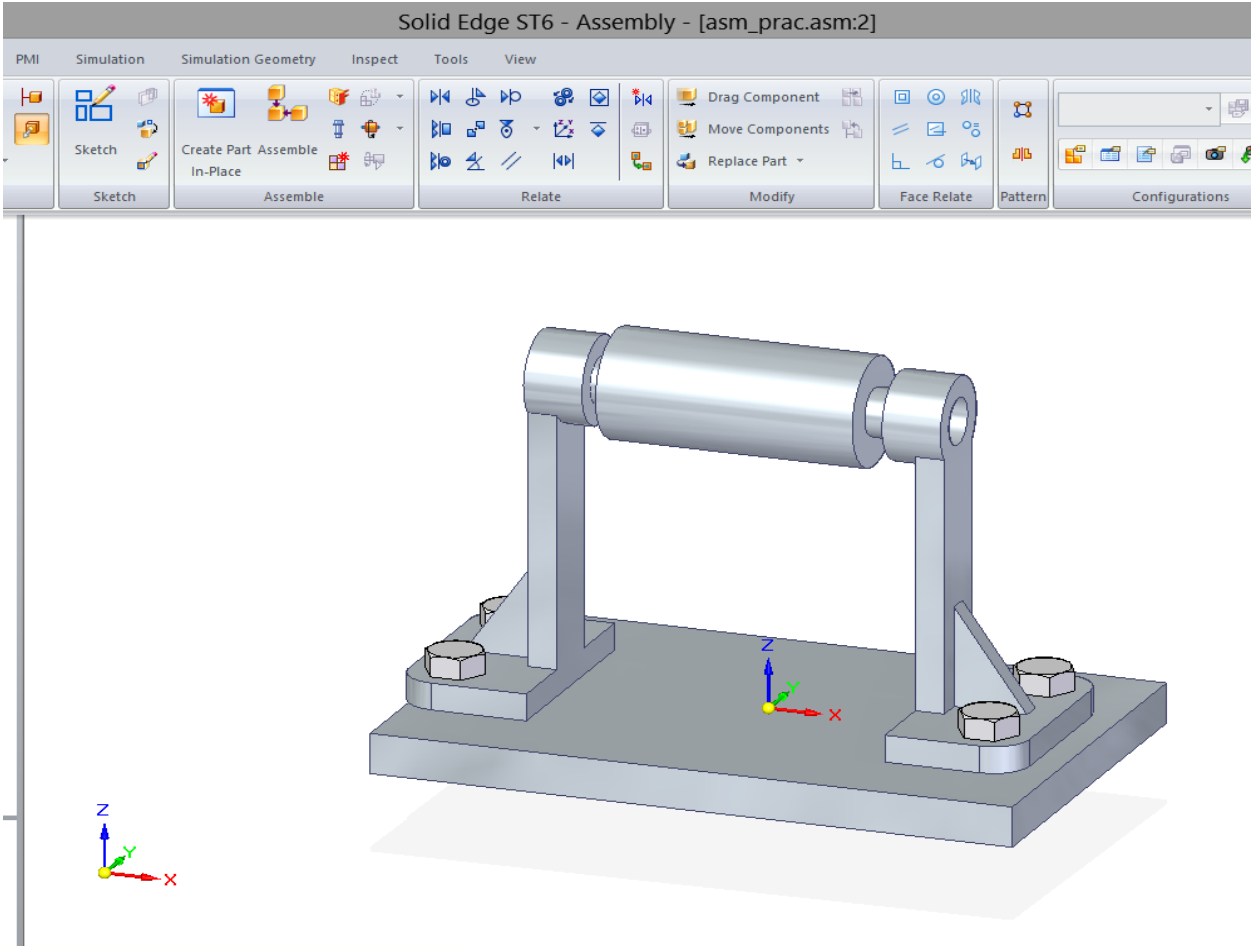 Solid Edge ST6 - Assembly - [asm_prac.asm:2]
PMI Simulation Simulation Geometry Inspect Tools View
Drag Component
Move Components
Sketch Create Part Assemble
In-Place
Replace Part
Sketch Assemble Relate Modify Face Relate Pattern Configurations
Z
Y
X
Z
Y
X